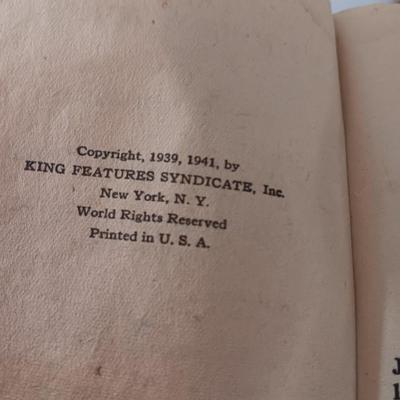 Copyright, 1939, 1941, by
KING FEATURES SYNDICATE, Inc.
New York, N. Y.
World Rights Reserved
Printed in U. S. A.